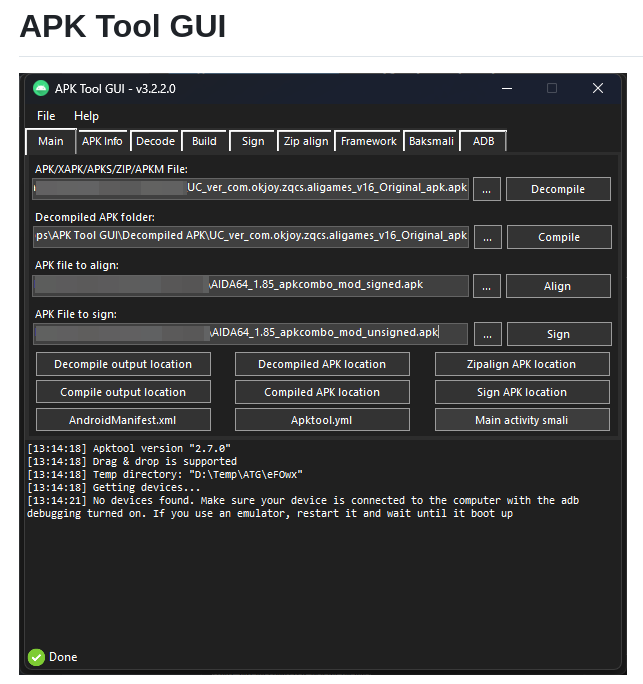 APK Tool GUI
APK Tool GUI - v3.2.2.0
File Help
Main APK Info Decode Build Sign Zip align Framework Baksmali ADB
APK/XAPK/APKS/ZIP/APKM File:
UC_ver_com.okjoy.zqcs.aligames_v16_Original_apk.apk ... Decompile
Decompiled APK folder:
ps\APK Tool GUI\Decompiled APK\UC_ver_com.okjoy.zqcs.aligames_v16_Original_apk ... Compile
APK file to align:
\AIDA64_1.85_apkcombo_mod_signed.apk ... Align
APK File to sign:
\AIDA64_1.85_apkcombo_mod_unsigned.apk ... Sign
Decompile output location Decompiled APK location Zipalign APK location
Compile output location Compiled APK location Sign APK location
AndroidManifest.xml Apktool.yml Main activity smali
[13:14:18] Apktool version "2.7.0"
[13:14:18] Drag & drop is supported
[13:14:18] Temp directory: "D:\Temp\ATG\eFOwx"
[13:14:18] Getting devices...
[13:14:21] No devices found. Make sure your device is connected to the computer with the adb
debugging turned on. If you use an emulator, restart it and wait until it boot up
Done